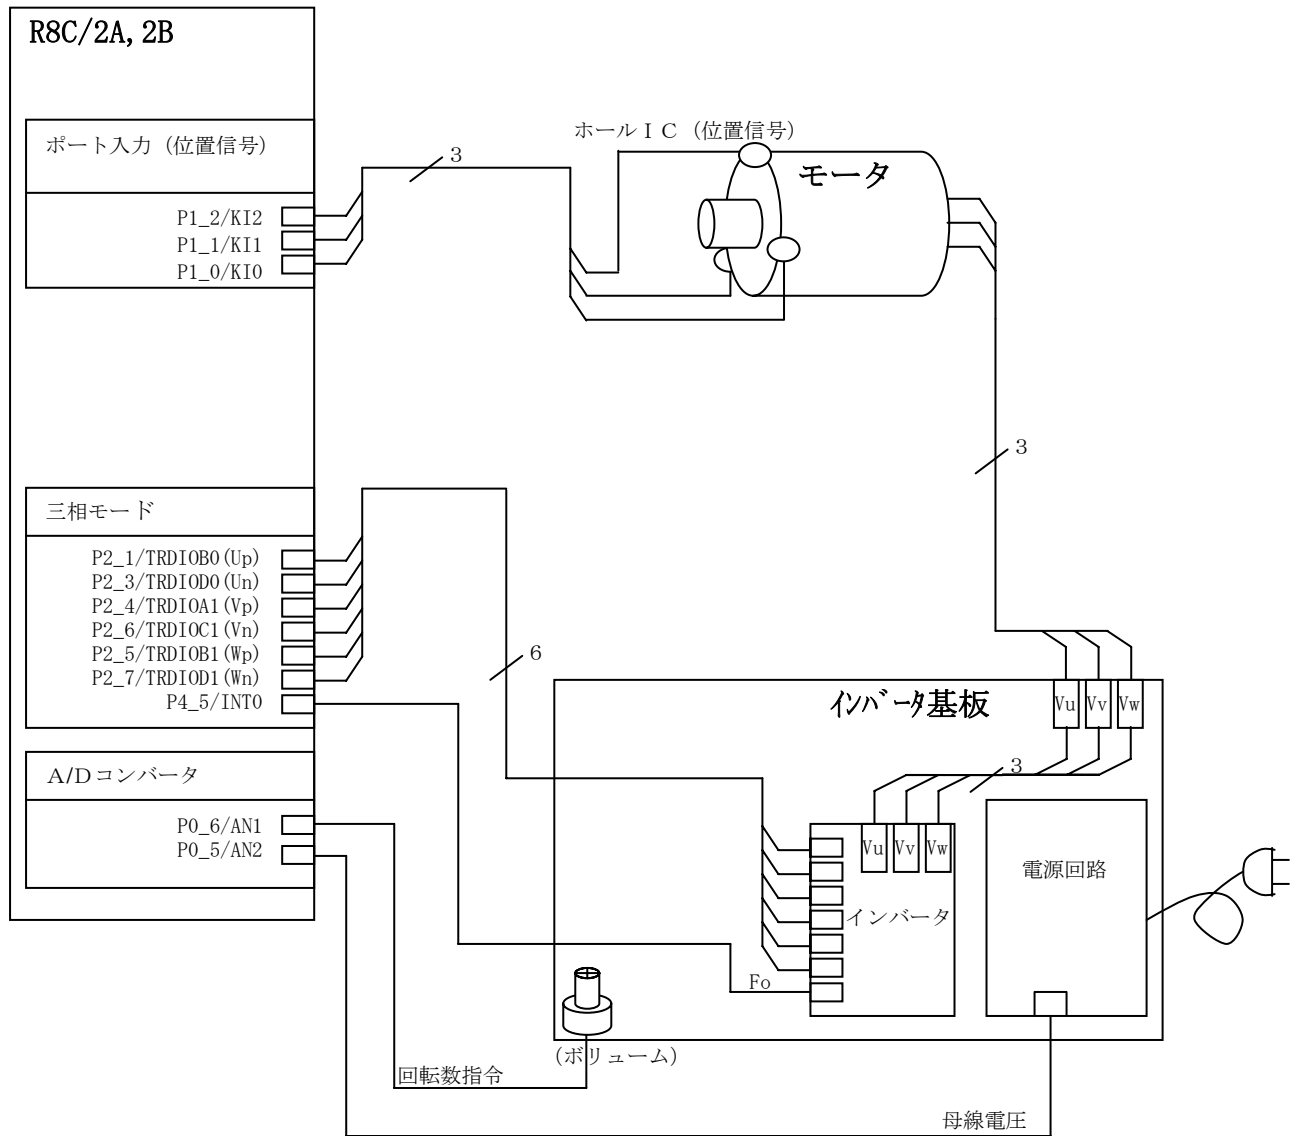 R8C/2A, 2B
ポート入力（位置信号）
P1_2/KI2
P1_1/KI1
P1_0/KI0
3
ホールＩＣ（位置信号）
モータ
3
三相モード
P2_1/TRDIOB0(Up)
P2_3/TRDIOD0(Un)
P2_4/TRDIOA1(Vp)
P2_6/TRDIOC1(Vn)
P2_5/TRDIOB1(Wp)
P2_7/TRDIOD1(Wn)
P4_5/INT0
6
インバータ基板
Vu Vv Vw
3
A/Dコンバータ
P0_6/AN1
P0_5/AN2
Vu Vv Vw
インバータ
電源回路
Fo
(ボリューム)
回転数指令
母線電圧